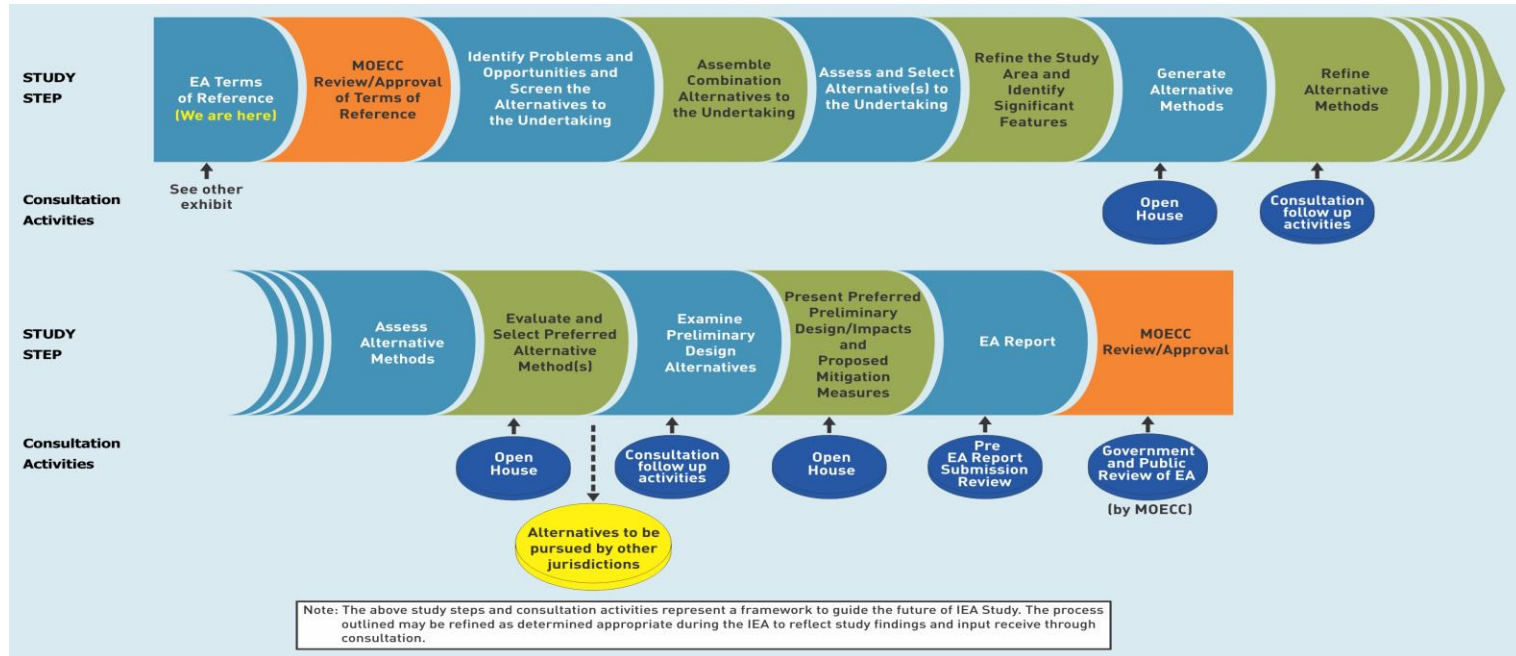 STUDY
STEP
EA Terms
of Reference
(We are here)
MOECC
Review/Approval
of Terms of
Reference
Identify Problems and
Opportunities and
Screen the
Alternatives to
the Undertaking
Assemble
Combination
Alternatives to
the Undertaking
Assess and Select
Alternative(s) to
the Undertaking
Refine the Study
Area and
Identify
Significant
Features
Generate
Alternative
Methods
Refine
Alternative
Methods
Consultation
Activities
See other
exhibit
Open
House
Consultation
follow up
activities
STUDY
STEP
Assess
Alternative
Methods
Evaluate and
Select Preferred
Alternative
Method(s)
Examine
Preliminary
Design
Alternatives
Present Preferred
Preliminary
Design/Impacts
and
Proposed
Mitigation
Measures
EA Report
MOECC
Review/Approval
Consultation
Activities
Open
House
Consultation
follow up
activities
Open
House
Pre
EA Report
Submission
Review
Government
and Public
Review of EA
(by MOECC)
Alternatives to be
pursued by other
jurisdictions
Note: The above study steps and consultation activities represent a framework to guide the future of IEA Study. The process
outlined may be refined as determined appropriate during the IEA to reflect study findings and input receive through
consultation.